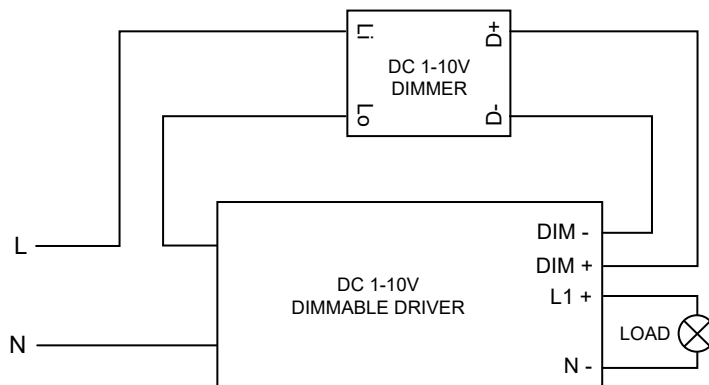 Li
D+
DC 1-10V
DIMMER
Lo
D-
L
DIM -
DIM +
DC 1-10V
DIMMABLE DRIVER
L1 +
LOAD
N
N -